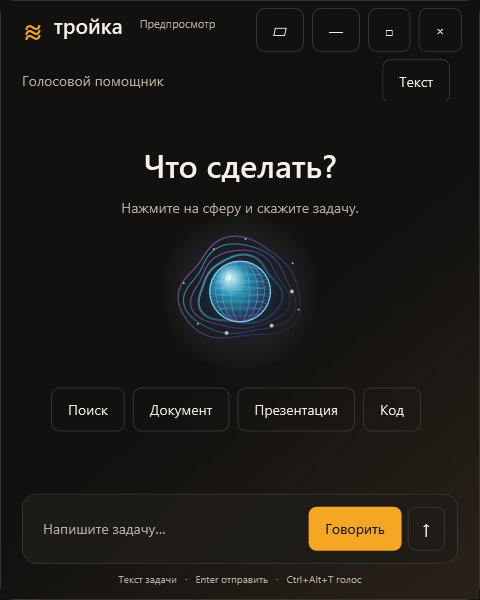 тройка
Предпросмотр
Голосовой помощник
Текст
Что сделать?
Нажмите на сферу и скажите задачу.
Поиск
Документ
Презентация
Код
Напишите задачу...
Говорить
Текст задачи · Enter отправить · Ctrl+Alt+T голос